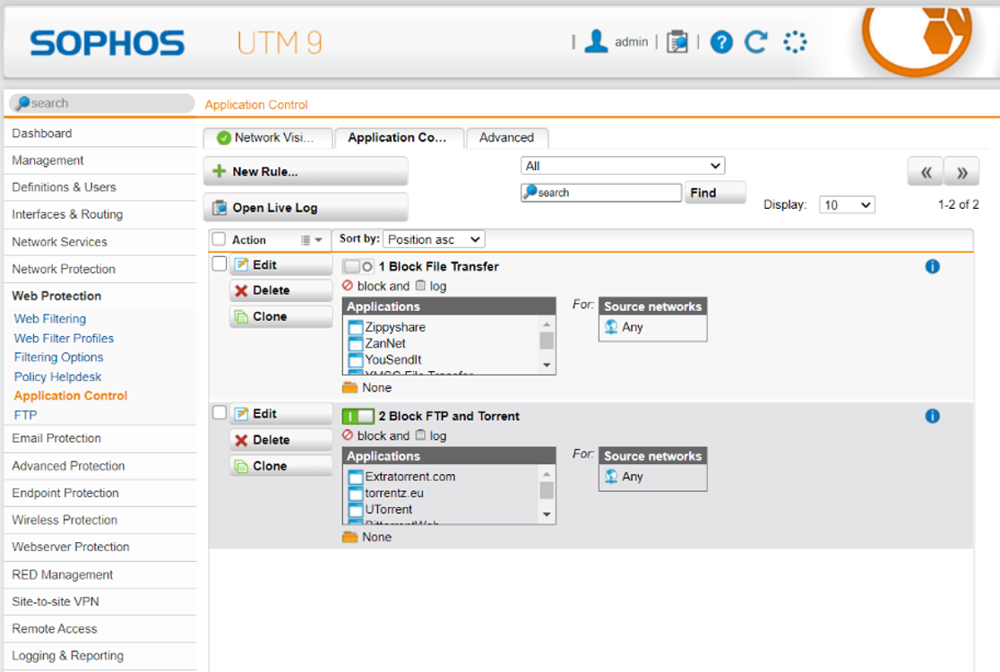 SOPHOS UTM 9
admin
search
Application Control
Dashboard
Management
Definitions & Users
Interfaces & Routing
Network Services
Network Protection
Web Protection
Web Filtering
Web Filter Profiles
Filtering Options
Policy Helpdesk
Application Control
FTP
Email Protection
Advanced Protection
Endpoint Protection
Wireless Protection
Webserver Protection
RED Management
Site-to-site VPN
Remote Access
Logging & Reporting
Network Visi... Application Co... Advanced
New Rule...
All
Open Live Log
search Find
Display: 10
1-2 of 2
Action Sort by: Position asc
Edit
Delete
Clone
1 Block File Transfer
block and log
Applications
Zippyshare
ZanNet
YouSendIt
YMSG File Transfer
None
For: Source networks
Any
Edit
Delete
Clone
2 Block FTP and Torrent
block and log
Applications
Extratorrent.com
torrentz.eu
UTorrent
BittorrentWeb
None
For: Source networks
Any